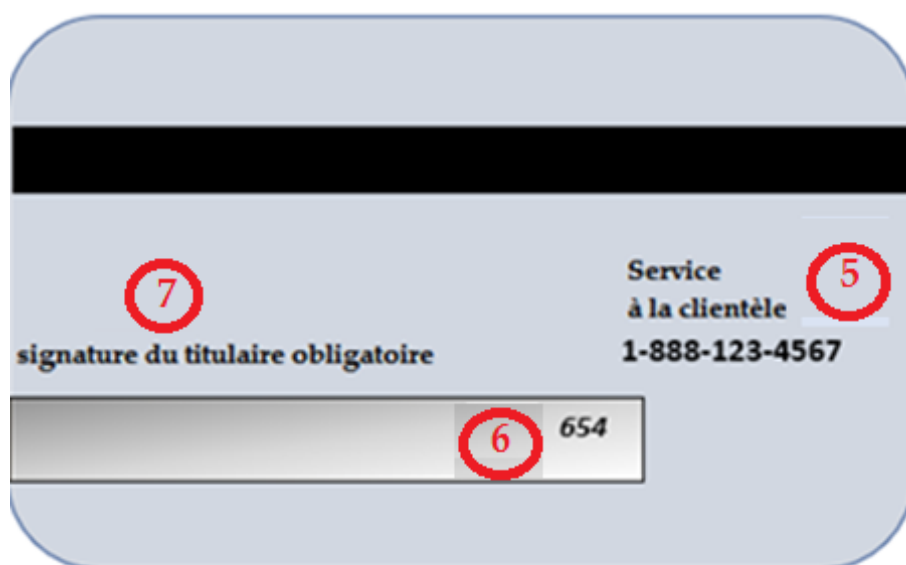 7
Service
à la clientèle
5
signature du titulaire obligatoire
1-888-123-4567
6
654